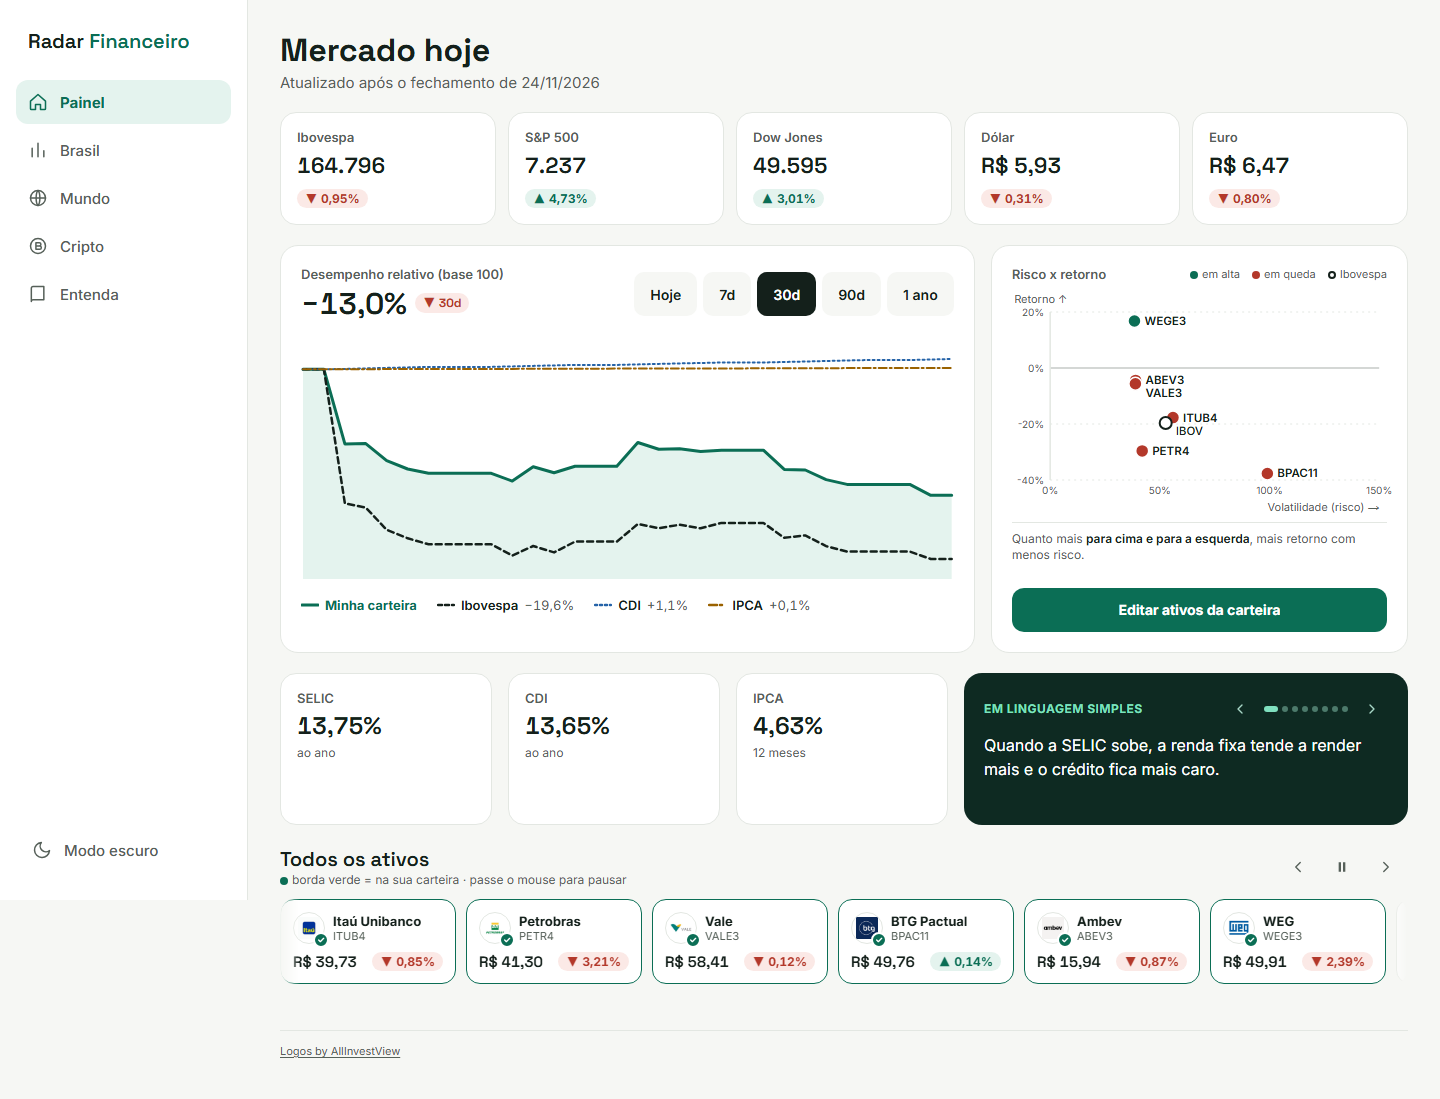 Radar Financeiro
Painel
Brasil
Mundo
Cripto
Entenda
Modo escuro
Mercado hoje
Atualizado após o fechamento de 24/11/2026
Ibovespa
164.796
▼ 0,95%
S&P 500
7.237
▲ 4,73%
Dow Jones
49.595
▲ 3,01%
Dólar
R$ 5,93
▼ 0,31%
Euro
R$ 6,47
▼ 0,80%
Desempenho relativo (base 100)
−13,0% ▼ 30d
Hoje 7d 30d 90d 1 ano
Minha carteira Ibovespa −19,6% CDI +1,1% IPCA +0,1%
Risco x retorno
em alta em queda Ibovespa
Retorno ↑
20%
WEGE3
0%
ABEV3
VALE3
ITUB4
-20%
IBOV
PETR4
BPAC11
-40%
0% 50% 100% 150%
Volatilidade (risco) →
Quanto mais para cima e para a esquerda, mais retorno com
menos risco.
Editar ativos da carteira
SELIC
13,75%
ao ano
CDI
13,65%
ao ano
IPCA
4,63%
12 meses
EM LINGUAGEM SIMPLES
Quando a SELIC sobe, a renda fixa tende a render
mais e o crédito fica mais caro.
Todos os ativos
borda verde = na sua carteira · passe o mouse para pausar
Itaú
Itaú Unibanco
ITUB4
R$ 39,73 ▼ 0,85%
Petrobras
PETR4
R$ 41,30 ▼ 3,21%
VALE
Vale
VALE3
R$ 58,41 ▼ 0,12%
btg
BTG Pactual
BPAC11
R$ 49,76 ▲ 0,14%
ambev
Ambev
ABEV3
R$ 15,94 ▼ 0,87%
weg
WEG
WEGE3
R$ 49,91 ▼ 2,39%
Logos by AllInvestView